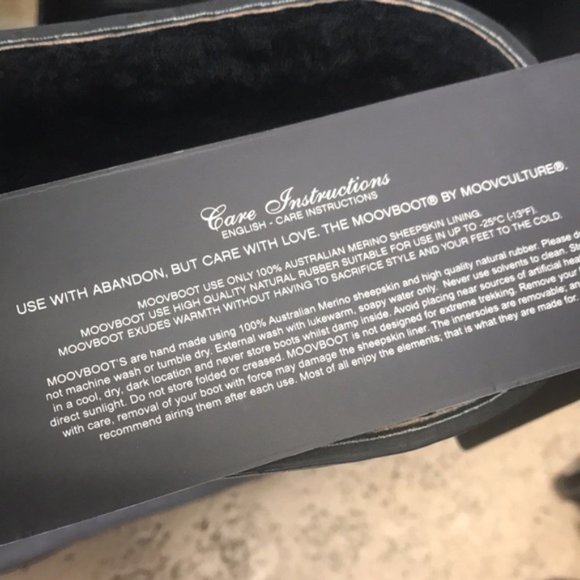 Care Instructions
ENGLISH - CARE INSTRUCTIONS
USE WITH ABANDON, BUT CARE WITH LOVE, THE MOOVBOOT® BY MOOVCULTURE®.
MOOVBOOT USE ONLY 100% AUSTRALIAN MERINO SHEEPSKIN LINING.
MOOVBOOT USE HIGH QUALITY NATURAL RUBBER SUITABLE FOR USE IN UP TO -25°C (-13°F).
MOOVBOOT EXUDES WARMTH WITHOUT HAVING TO SACRIFICE STYLE AND YOUR FEET TO THE COLD.
MOOVBOOT'S are hand made using 100% Australian Merino sheepskin and high quality natural rubber. Please do
not machine wash or tumble dry. External wash with lukewarm, soapy water only. Never use solvents to clean.
in a cool, dry, dark location and never store boots whilst damp inside. Avoid placing near sources of artificial
direct sunlight. Do not store folded or creased. MOOVBOOT is not designed for extreme trekking. Remove your
with care, removal of your boot with force may damage the sheepskin liner. The innersoles are removable;
recommend airing them after each use. Most of all enjoy the elements; that is what they are made for.